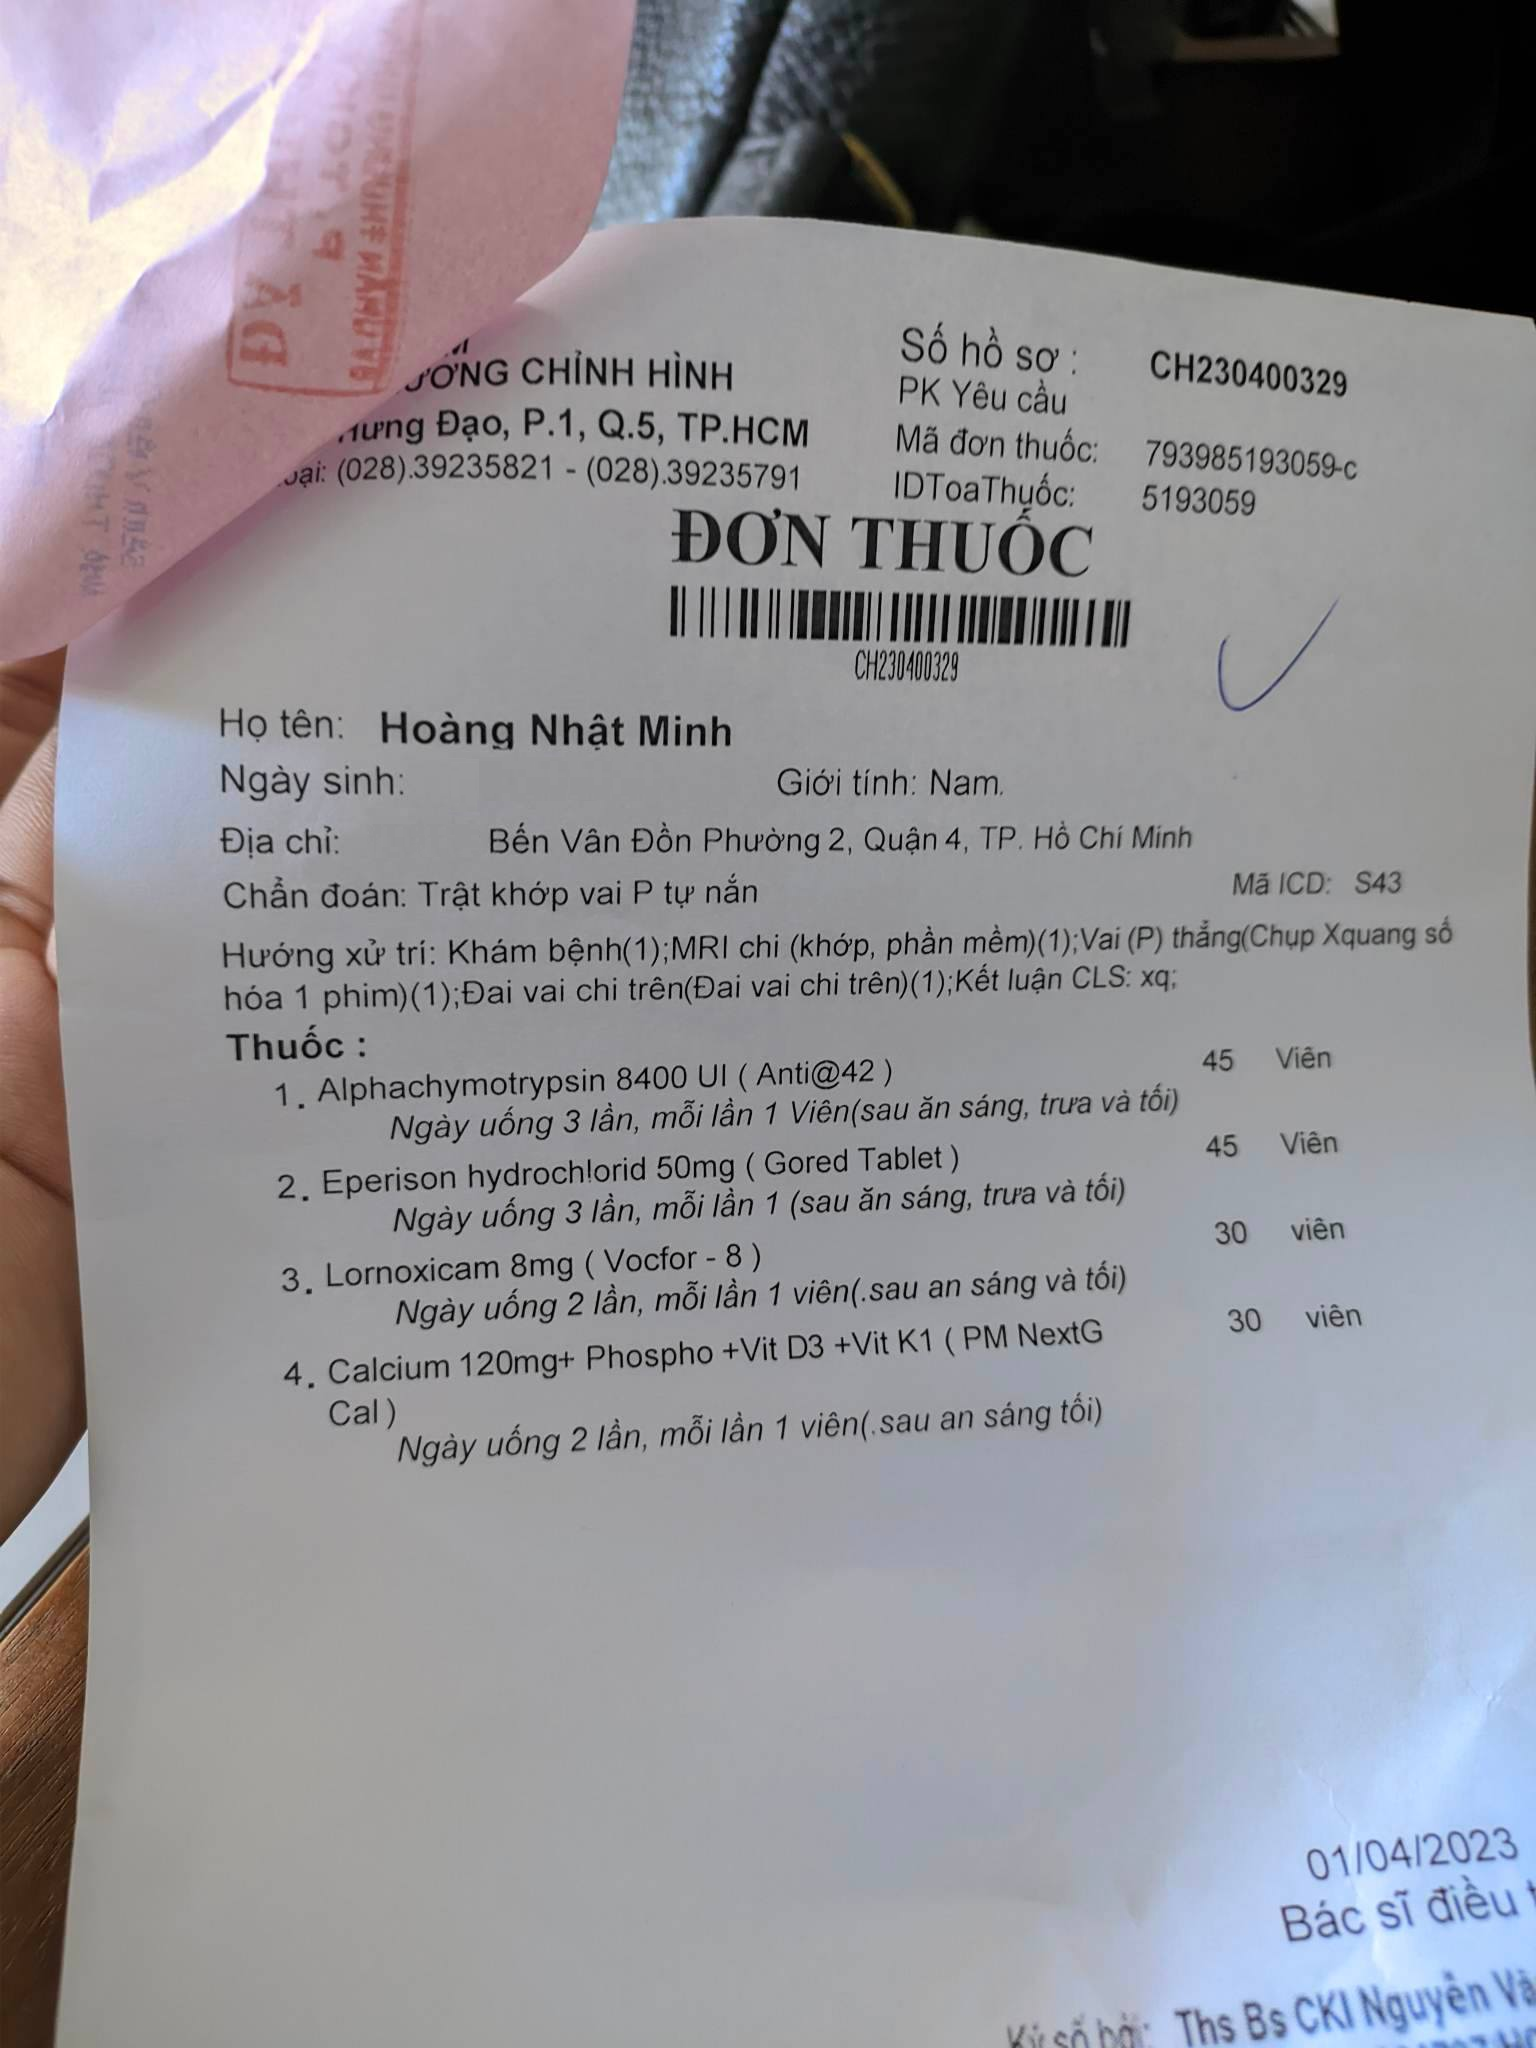 CHỈNH HÌNH
Số hồ sơ : CH230400329
Hưng Đạo, P.1, Q.5, TP.HCM
PK Yêu cầu
(028).39235821 - (028).39235791
Mã đơn thuốc: 793985193059-c
IDToaThuốc: 5193059
ĐƠN THUỐC
CH230400329
Họ tên: Hoàng Nhật Minh
Ngày sinh: Giới tính: Nam.
Địa chỉ: Bến Vân Đồn Phường 2, Quận 4, TP. Hồ Chí Minh
Chẩn đoán: Trật khớp vai P tự nắn Mã ICD: S43
Hướng xử trí: Khám bệnh(1);MRI chi (khớp, phần mềm)(1);Vai (P) thẳng(Chụp Xquang số
hóa 1 phim)(1);Đai vai chi trên(Đai vai chi trên)(1);Kết luận CLS: xq;
Thuốc :
1. Alphachymotrypsin 8400 UI ( Anti@42 ) 45 Viên
Ngày uống 3 lần, mỗi lần 1 Viên(sau ăn sáng, trưa và tối)
2. Eperison hydrochlorid 50mg ( Gored Tablet ) 45 Viên
Ngày uống 3 lần, mỗi lần 1 (sau ăn sáng, trưa và tối)
3. Lornoxicam 8mg ( Vocfor - 8 ) 30 viên
Ngày uống 2 lần, mỗi lần 1 viên(.sau an sáng và tối)
4. Calcium 120mg+ Phospho +Vit D3 +Vit K1 ( PM NextG 30 viên
Cal )
Ngày uống 2 lần, mỗi lần 1 viên(.sau an sáng tối)
01/04/2023
Bác sĩ điều
Ký số bởi: Ths Bs CKI Nguyễn